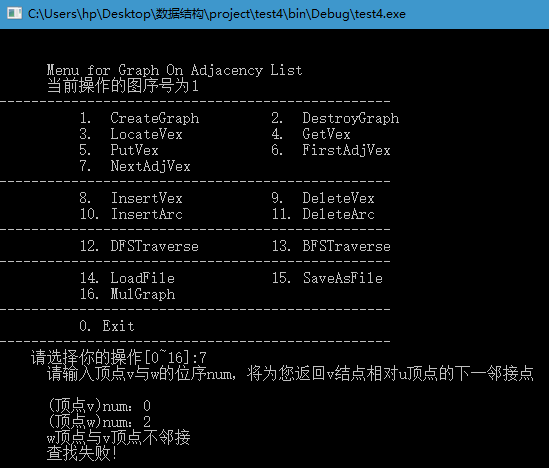 C:\Users\hp\Desktop\数据结构\project\test4\bin\Debug\test4.exe
Menu for Graph On Adjacency List
当前操作的图序号为1
-------------------------------------------------
1. CreateGraph 2. DestroyGraph
3. LocateVex 4. GetVex
5. PutVex 6. FirstAdjVex
7. NextAdjVex
-------------------------------------------------
8. InsertVex 9. DeleteVex
10. InsertArc 11. DeleteArc
-------------------------------------------------
12. DFSTraverse 13. BFSTraverse
-------------------------------------------------
14. LoadFile 15. SaveAsFile
16. MulGraph
-------------------------------------------------
0. Exit
-------------------------------------------------
请选择你的操作[0~16]:7
请输入顶点v与w的位序num, 将为您返回v结点相对u顶点的下一邻接点
(顶点v)num: 0
(顶点w)num: 2
w顶点与v顶点不邻接
查找失败!